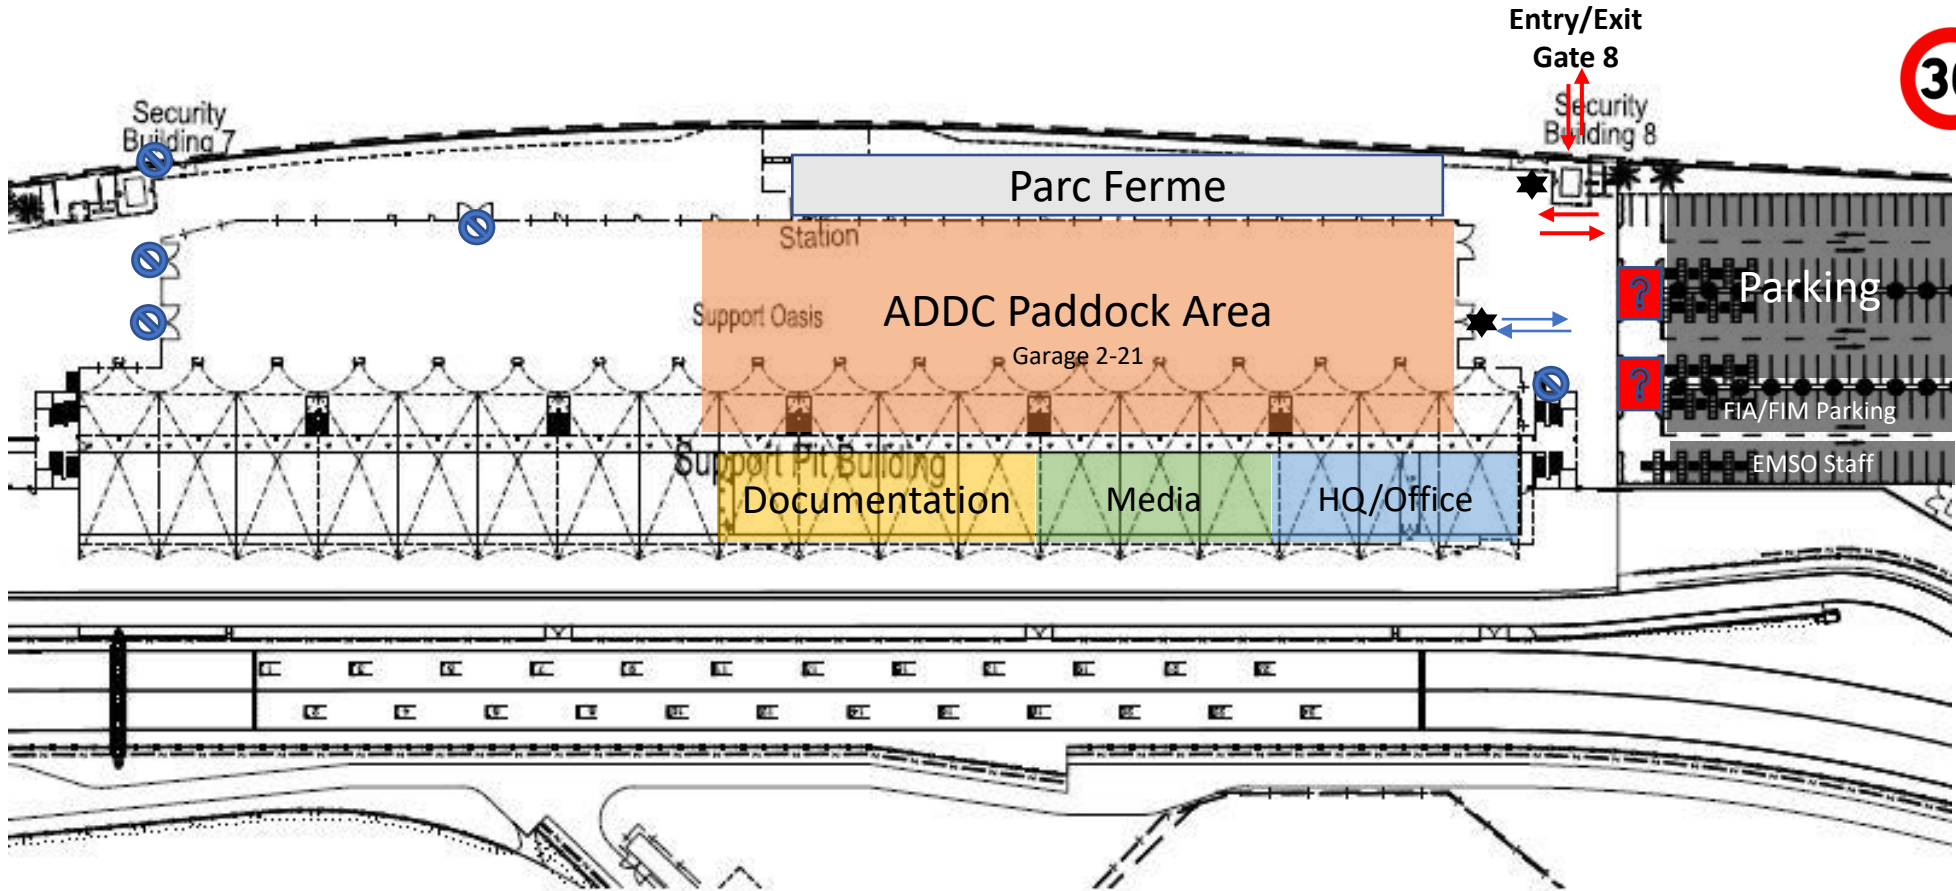 Entry/Exit
Gate 8
Security
Building 7
Security
Building 8
Parc Ferme
Station
Support Oasis
ADDC Paddock Area
Garage 2-21
?
?
Parking
FIA/FIM Parking
EMSO Staff
Support Pit Building
Documentation
Media
HQ/Office